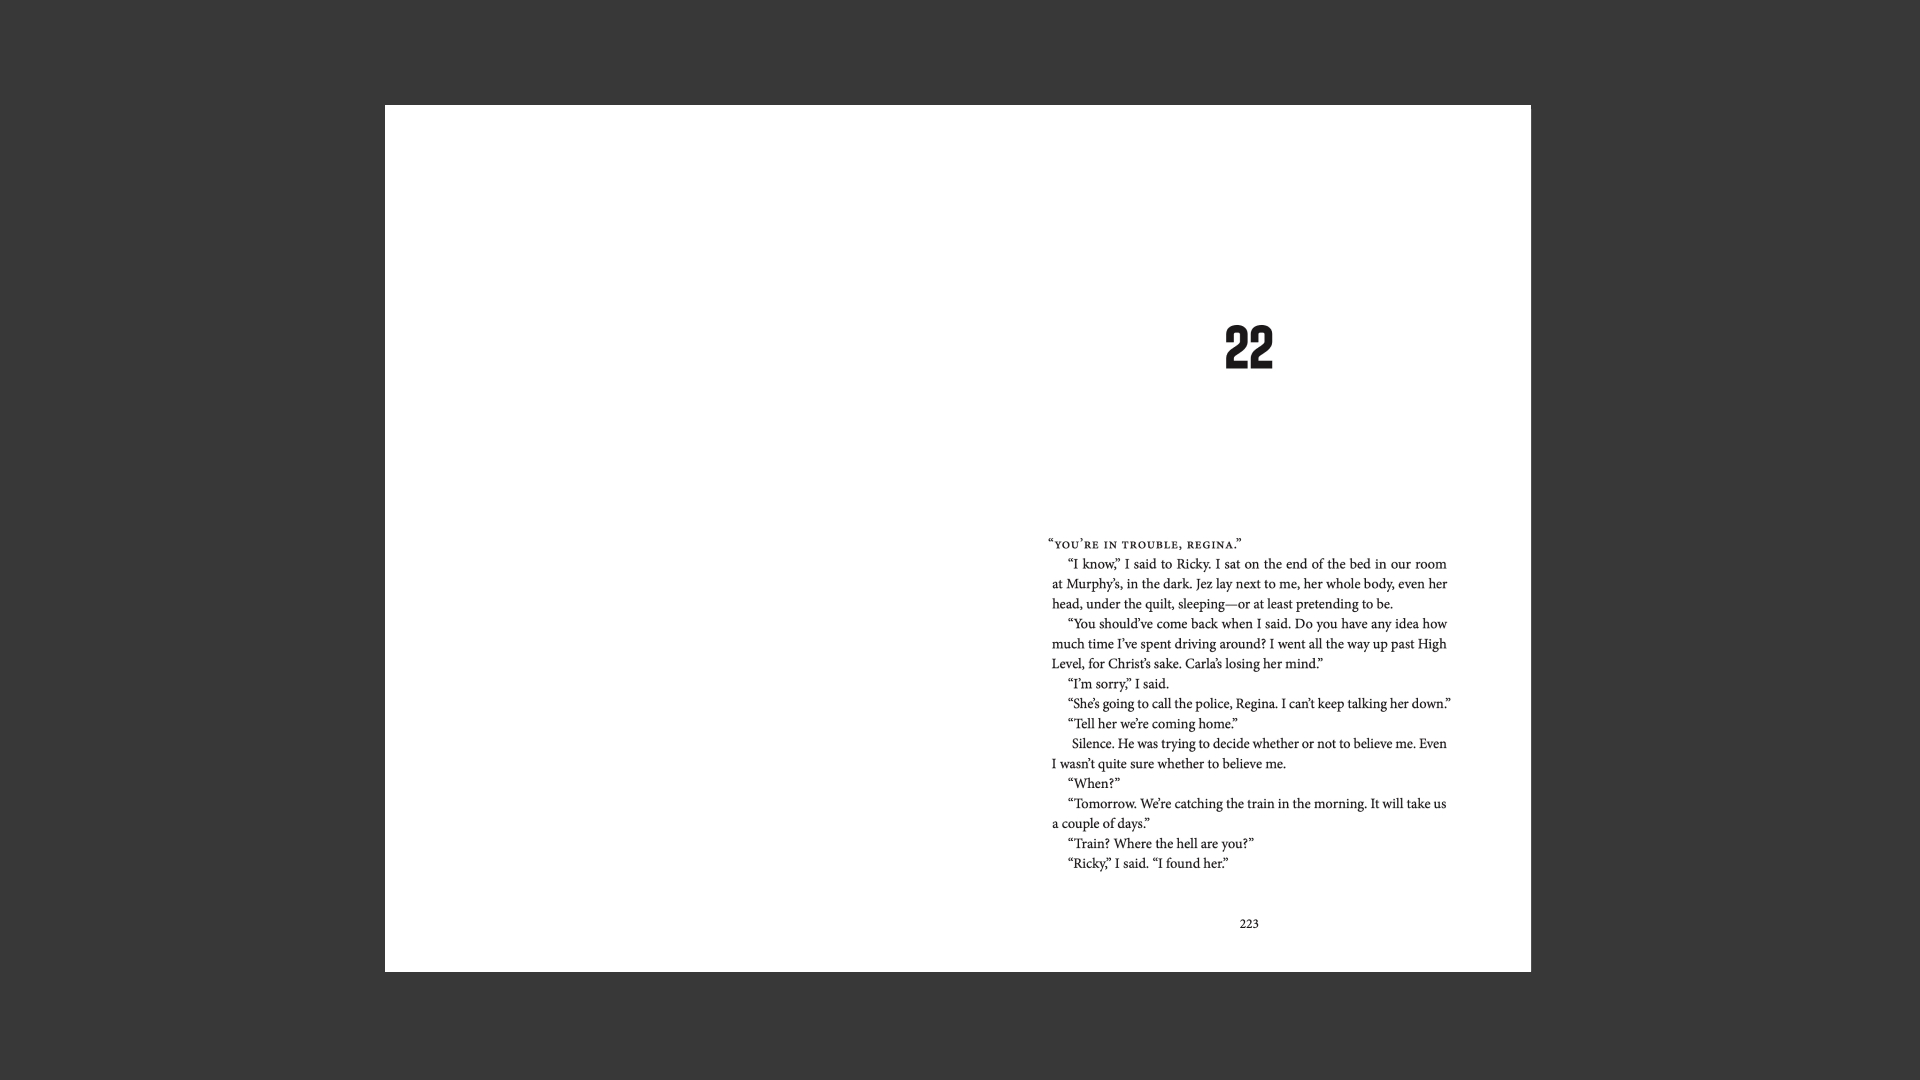 22
“YOU’RE IN TROUBLE, REGINA.”
“I know,” I said to Ricky. I sat on the end of the bed in our room
at Murphy’s, in the dark. Jez lay next to me, her whole body, even her
head, under the quilt, sleeping—or at least pretending to be.
“You should’ve come back when I said. Do you have any idea how
much time I’ve spent driving around? I went all the way up past High
Level, for Christ’s sake. Carla’s losing her mind.”
“I’m sorry,” I said.
“She’s going to call the police, Regina. I can’t keep talking her down.”
“Tell her we’re coming home.”
Silence. He was trying to decide whether or not to believe me. Even
I wasn’t quite sure whether to believe me.
“When?”
“Tomorrow. We’re catching the train in the morning. It will take us
a couple of days.”
“Train? Where the hell are you?”
“Ricky,” I said. “I found her.”
223